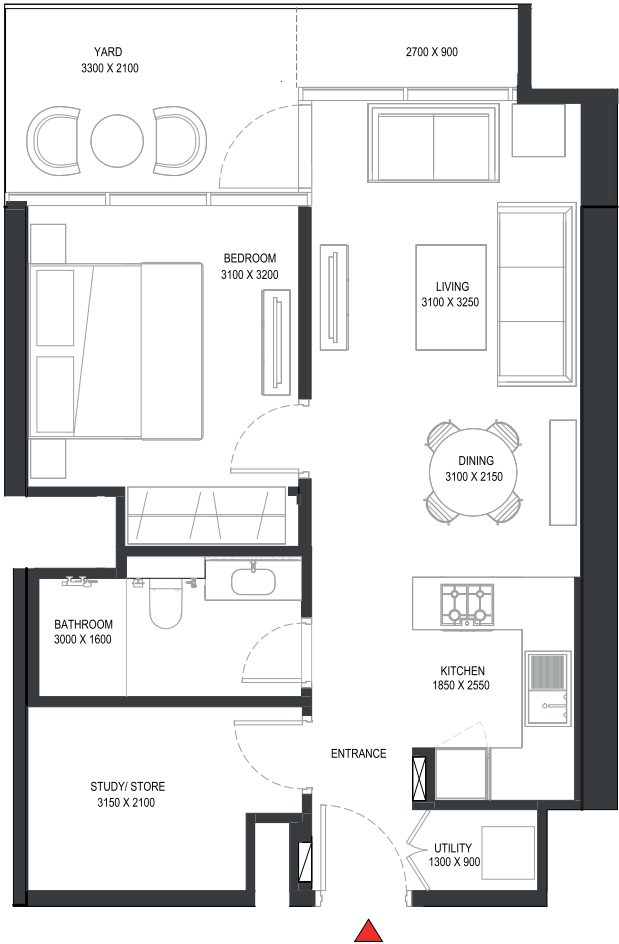 YARD
3300 X 2100
2700 X 900
BEDROOM
3100 X 3200
LIVING
3100 X 3250
DINING
3100 X 2150
BATHROOM
3000 X 1600
KITCHEN
1850 X 2550
ENTRANCE
STUDY/ STORE
3150 X 2100
UTILITY
1300 X 900